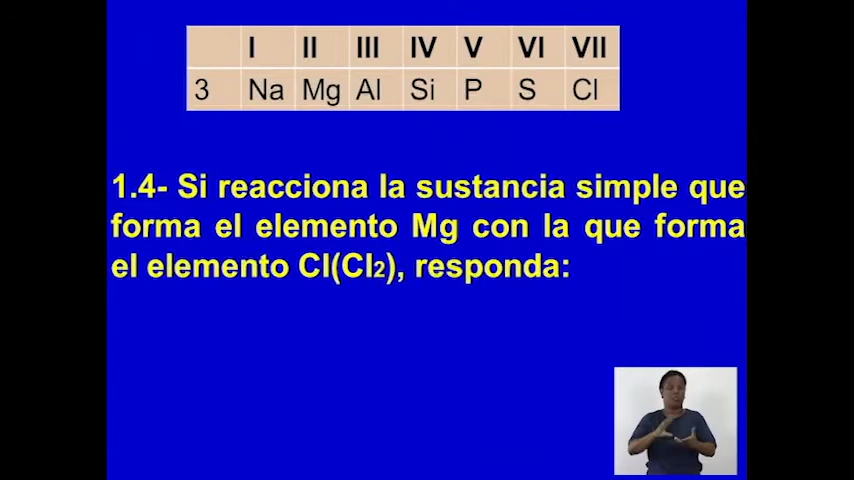 I II III IV V VI VII
3 Na Mg Al Si P S Cl
1.4- Si reacciona la sustancia simple que
forma el elemento Mg con la que forma
el elemento Cl(Cl₂), responda: